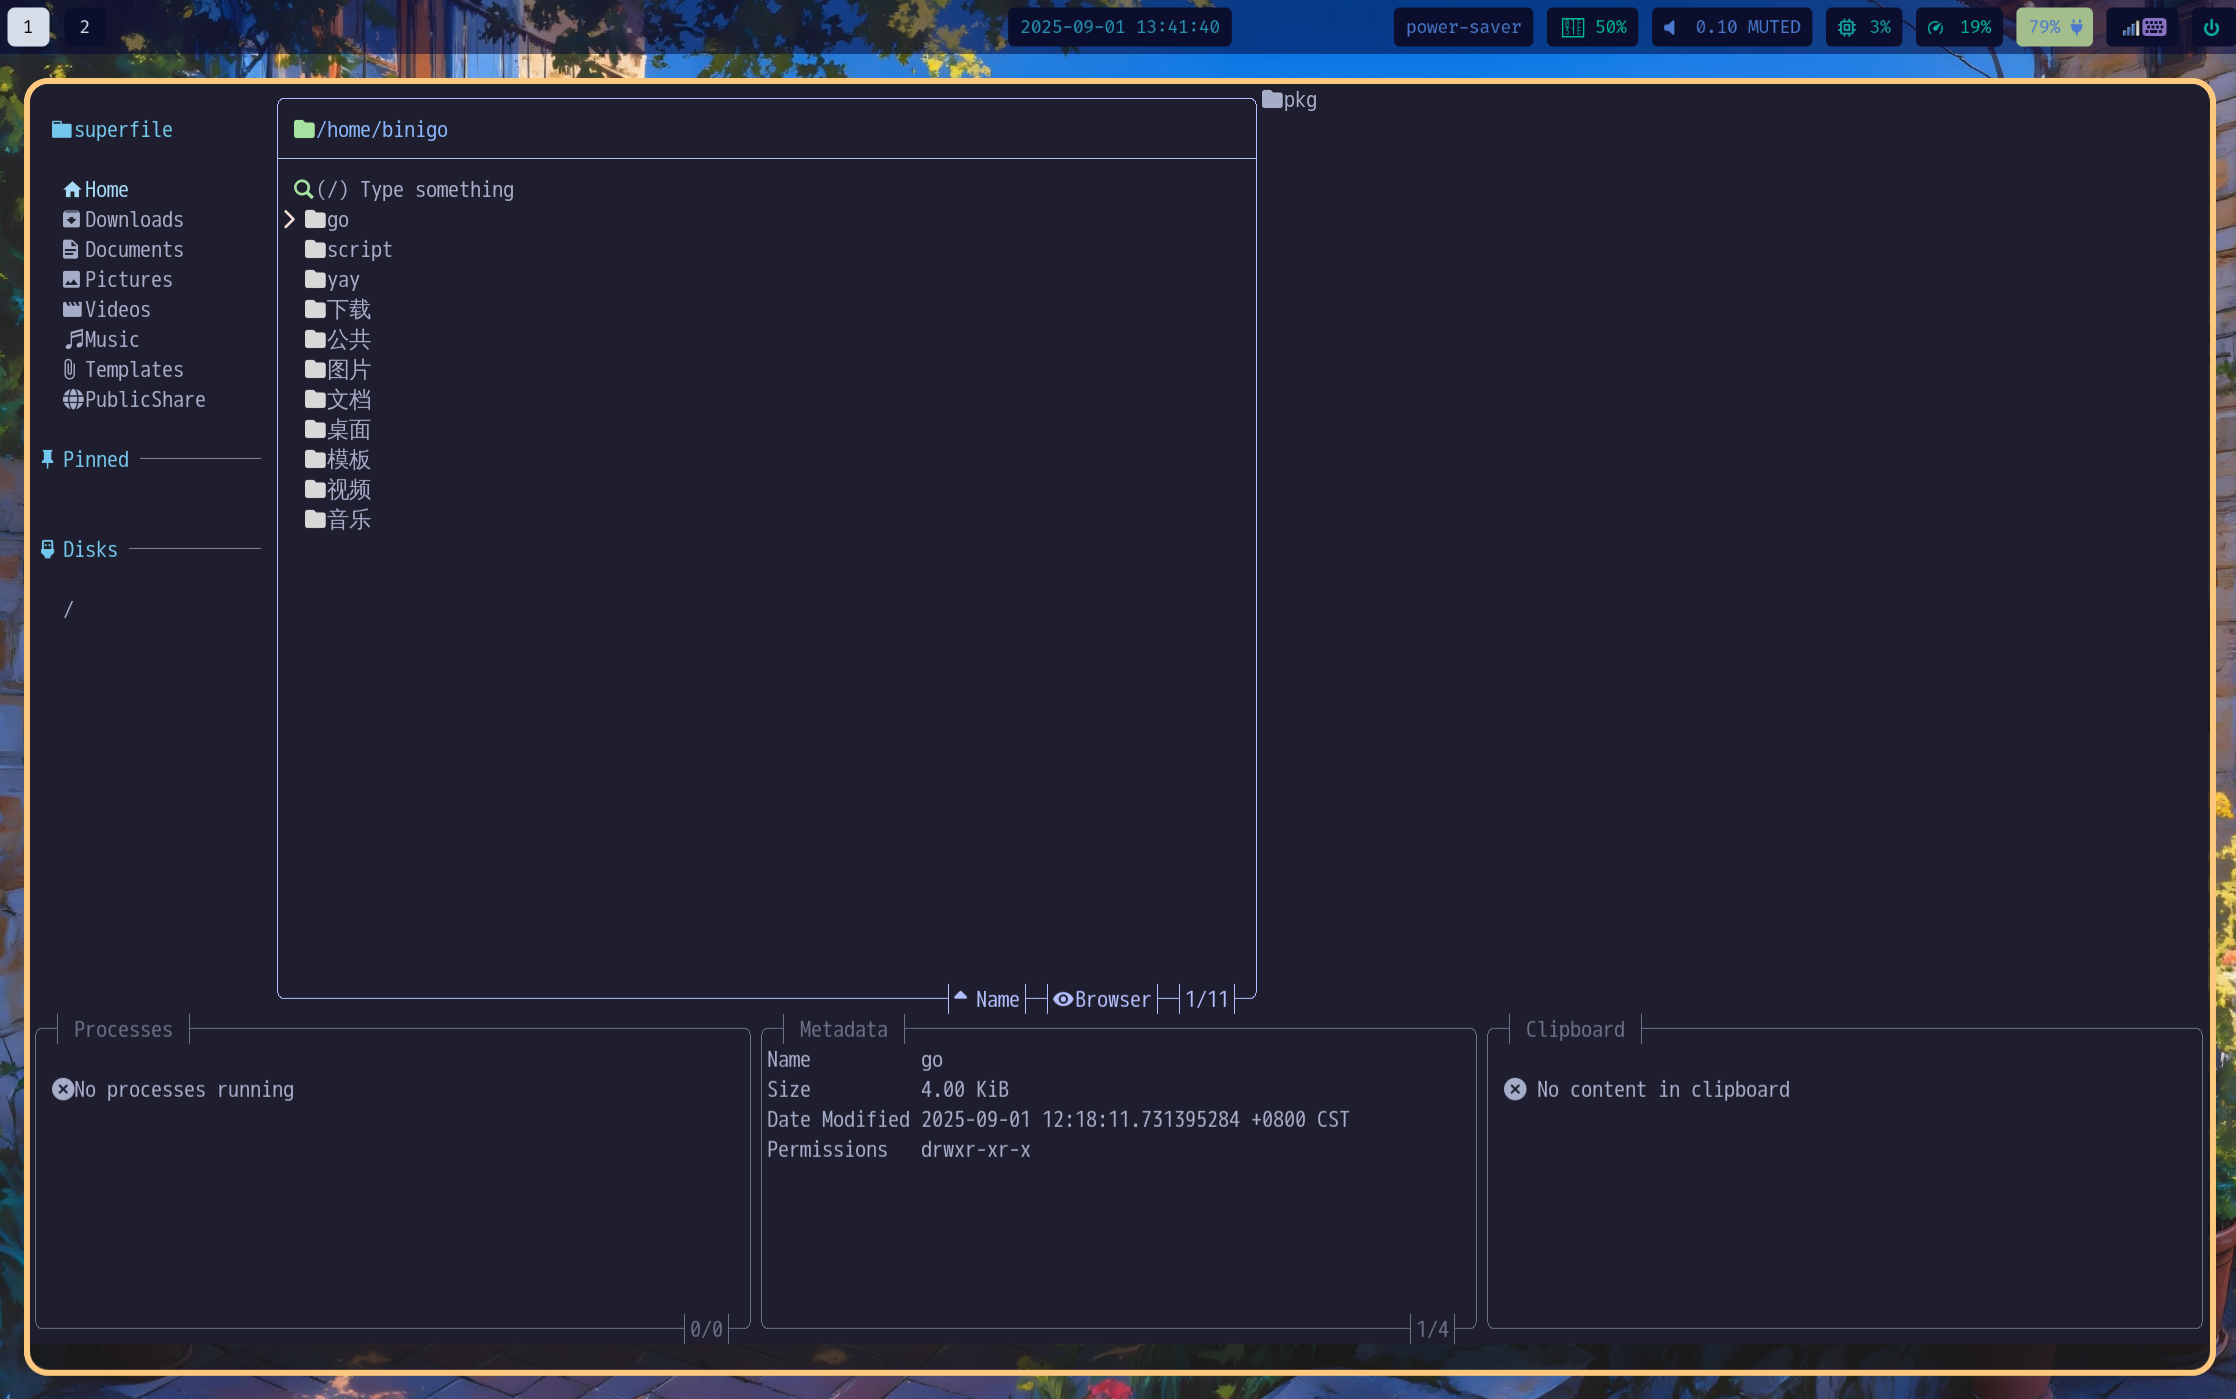 1 2 2025-09-01 13:41:40 power-saver 50% 0.10 MUTED 3% 19% 79%
superfile
Home
Downloads
Documents
Pictures
Videos
Music
Templates
PublicShare
Pinned
Disks
/
/home/binigo
(/) Type something
go
script
yay
下载
公共
图片
文档
桌面
模板
视频
音乐
Name Browser 1/11
pkg
Processes
No processes running
0/0
Metadata
Name go
Size 4.00 KiB
Date Modified 2025-09-01 12:18:11.731395284 +0800 CST
Permissions drwxr-xr-x
1/4
Clipboard
No content in clipboard